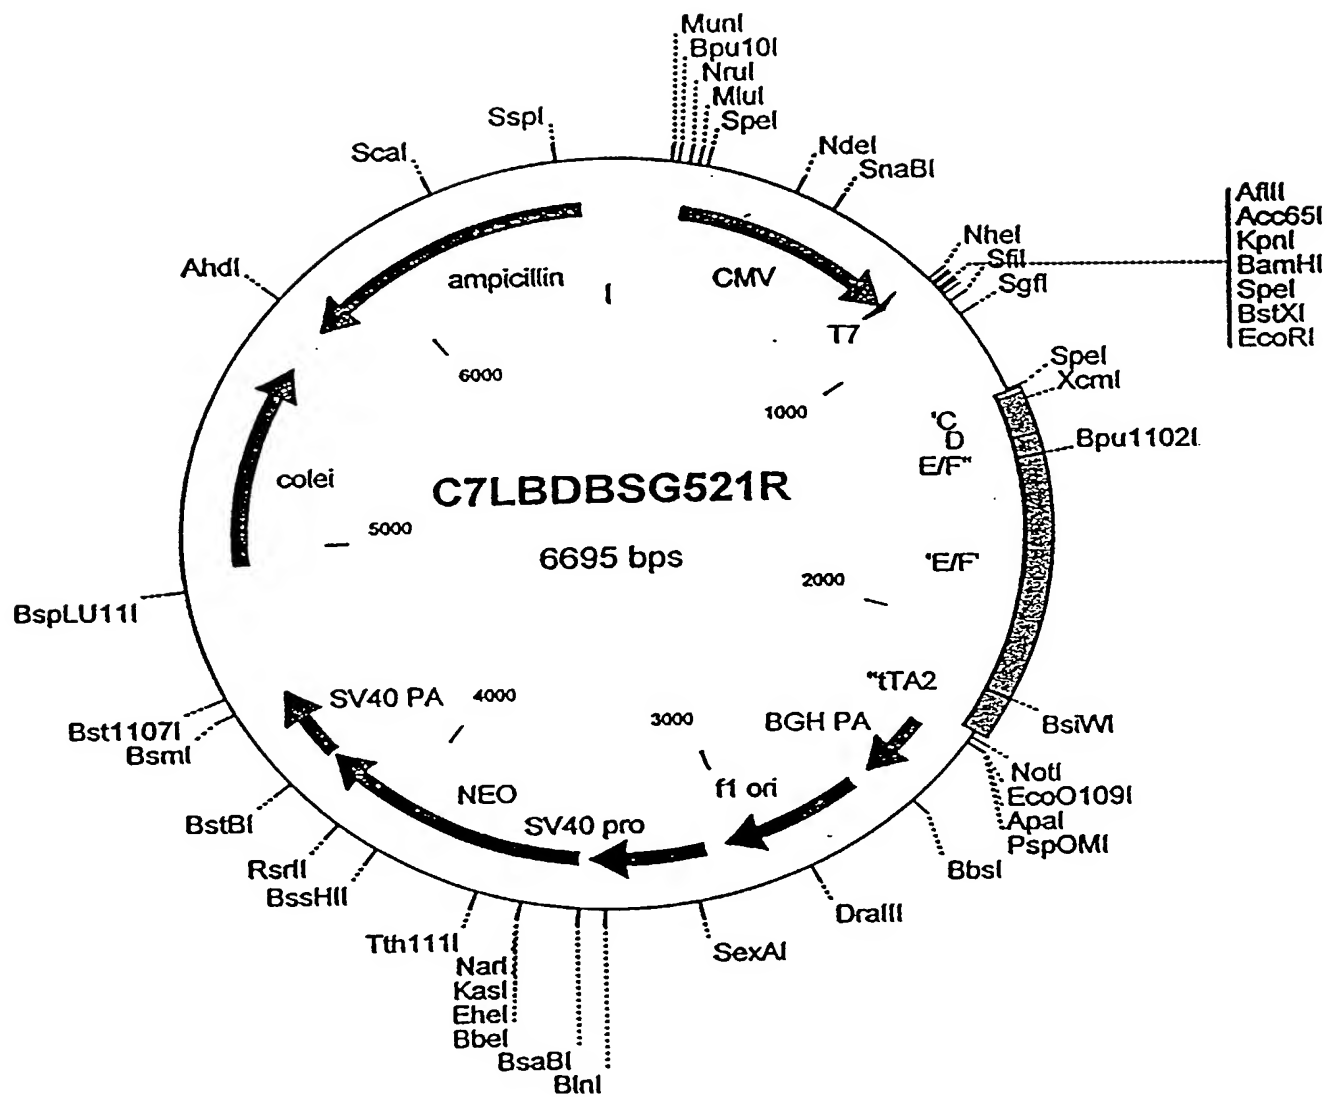 MunI
Bpu10I
NruI
MluI
SpeI
SspI
ScaI
NdeI
SnaBI
AflII
Acc65I
KpnI
BamHI
SpeI
BstXI
EcoRI
NheI
SfiI
SgfI
AhdI
ampicillin
CMV
T7
6000
1000
SpeI
XcmI
'C
D
E/F"
Bpu1102I
colei
C7LBDBSG521R
5000
6695 bps
2000
'E/F'
BspLU11I
SV40 PA
4000
3000
"tTA2
BGH PA
BsiWI
Bst1107I
BsmI
NotI
EcoO109I
ApaI
PspOMI
NEO
f1 ori
SV40 pro
BstBI
BbsI
RsrII
BssHII
DraIII
Tth111I
SexAI
NarI
KasI
EheI
BbeI
BsaBI
BlnI